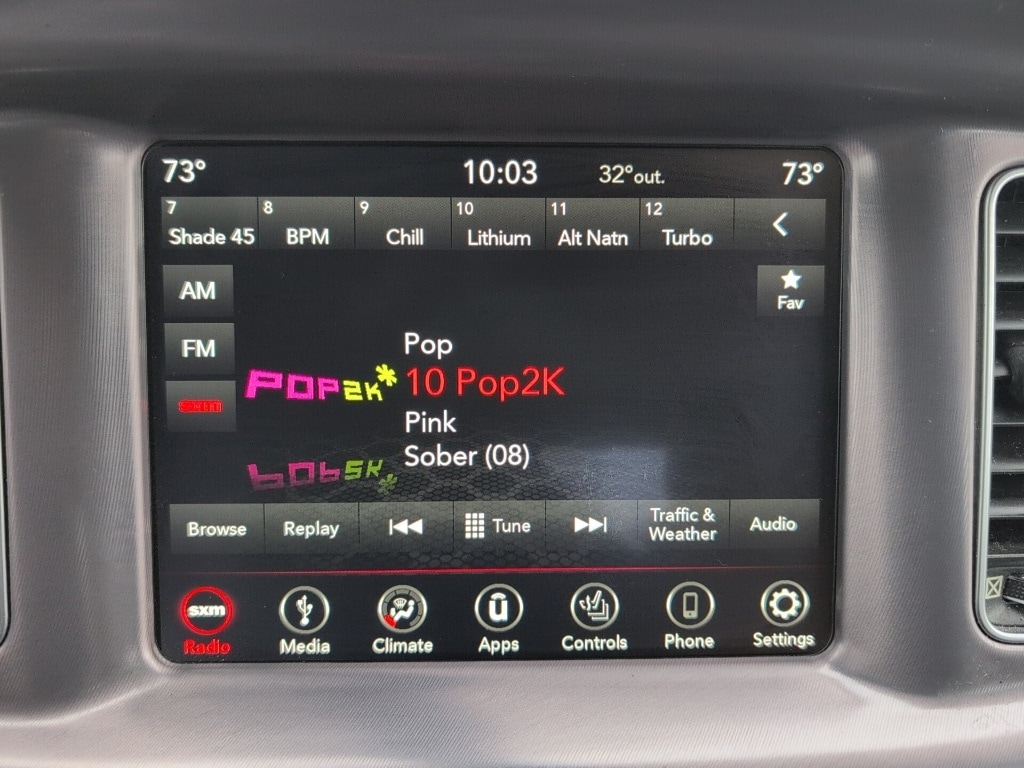 73° 10:03 32°out. 73°
7 8 9 10 11 12
Shade 45 BPM Chill Lithium Alt Natn Turbo
AM
Fav
FM
Pop
sxm
POP2K* 10 Pop2K
Pink
Sober (08)
Browse Replay Tune Traffic & Weather Audio
sxm
Radio Media Climate Apps Controls Phone Settings